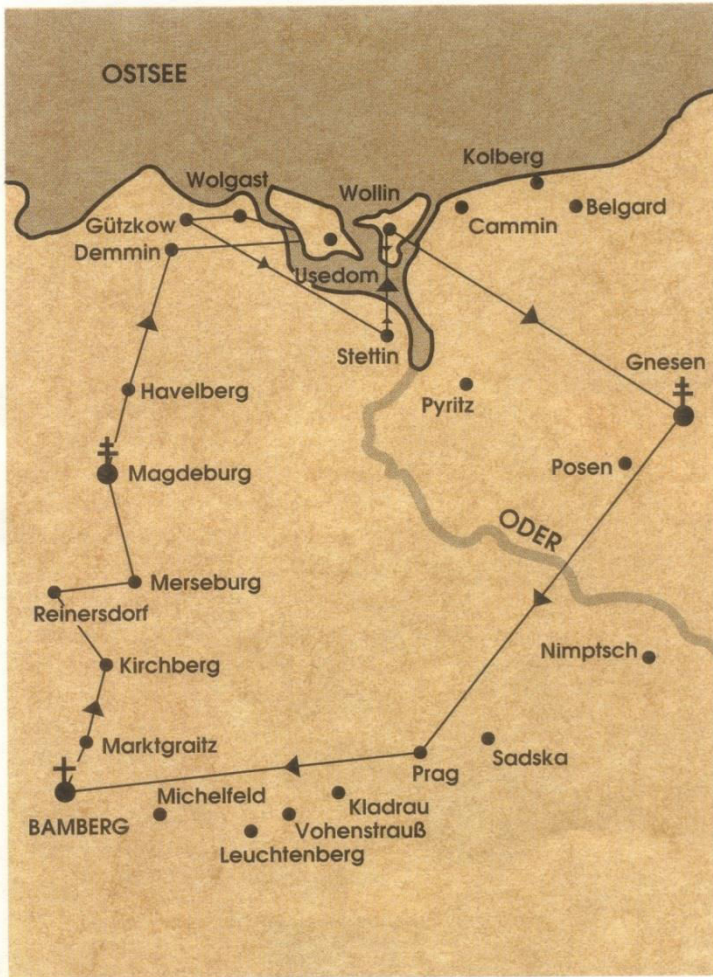 OSTSEE
Kolberg
Wolgast
Wollin
Gützkow
Cammin
Belgard
Demmin
Usedom
Stettin
Gnesen
Havelberg
Pyritz
Magdeburg
Posen
ODER
Merseburg
Reinersdorf
Kirchberg
Nimptsch
Marktgraitz
Sadska
Prag
Michelfeld
Kladrau
BAMBERG
Vohenstrauß
Leuchtenberg